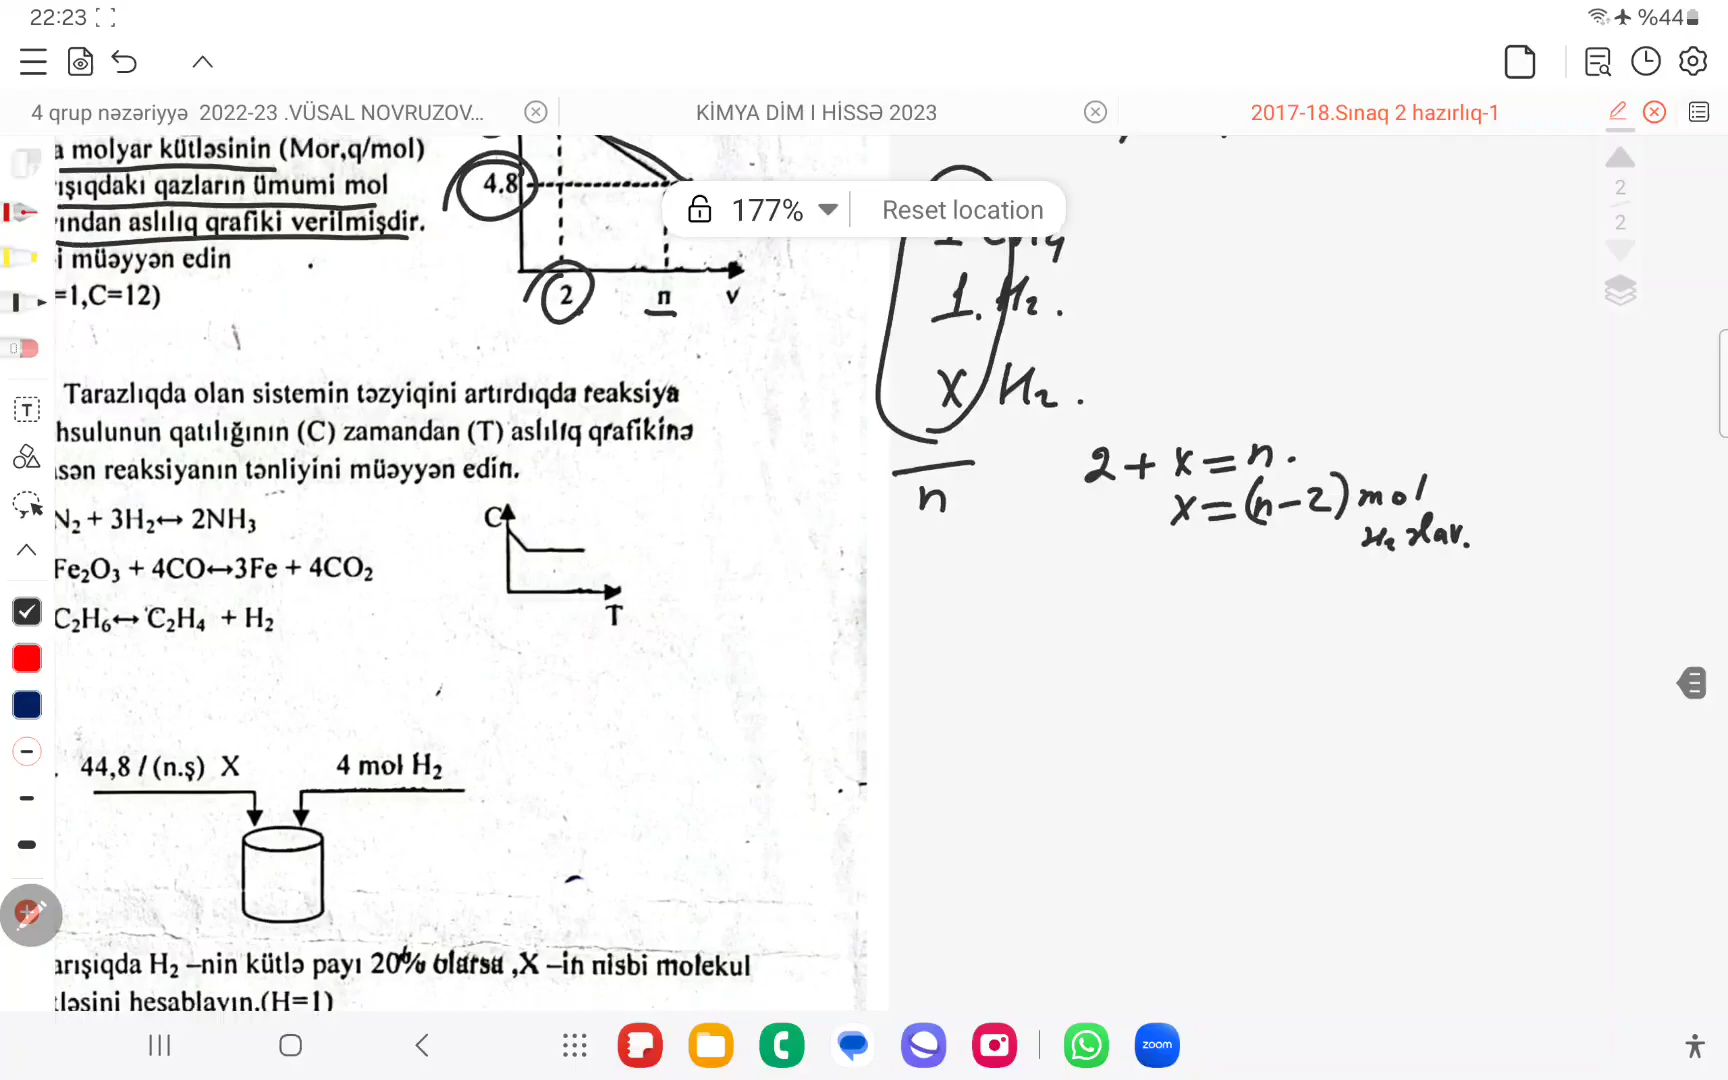 22:23
%44
4 qrup nəzəriyyə 2022-23 .VÜSAL NOVRUZOV...
KİMYA DİM I HİSSƏ 2023
2017-18.Sınaq 2 hazırlıq-1
a molyar kütləsinin (Mor,q/mol)
ışıqdakı qazların ümumi mol
ından aslılıq qrafiki verilmişdir.
i müəyyən edin
=1,C=12)
4.8
2
n
v
177%
Reset location
2
2
1. H₂.
x H₂.
n
2 + x = n.
x = (n-2) mol
H₂
Tarazlıqda olan sistemin təzyiqini artırdıqda reaksiya
hsulunun qatılığının (C) zamandan (T) aslılıq qrafikinə
sən reaksiyanın tənliyini müəyyən edin.
N₂ + 3H₂↔ 2NH₃
Fe₂O₃ + 4CO↔3Fe + 4CO₂
C₂H₆↔ C₂H₄ + H₂
C
T
44,8 l (n.ş) X
4 mol H₂
arışıqda H₂ –nin kütlə payı 20% olarsa ,X –in nisbi molekul
ləsini hesablayın.(H=1)
zoom